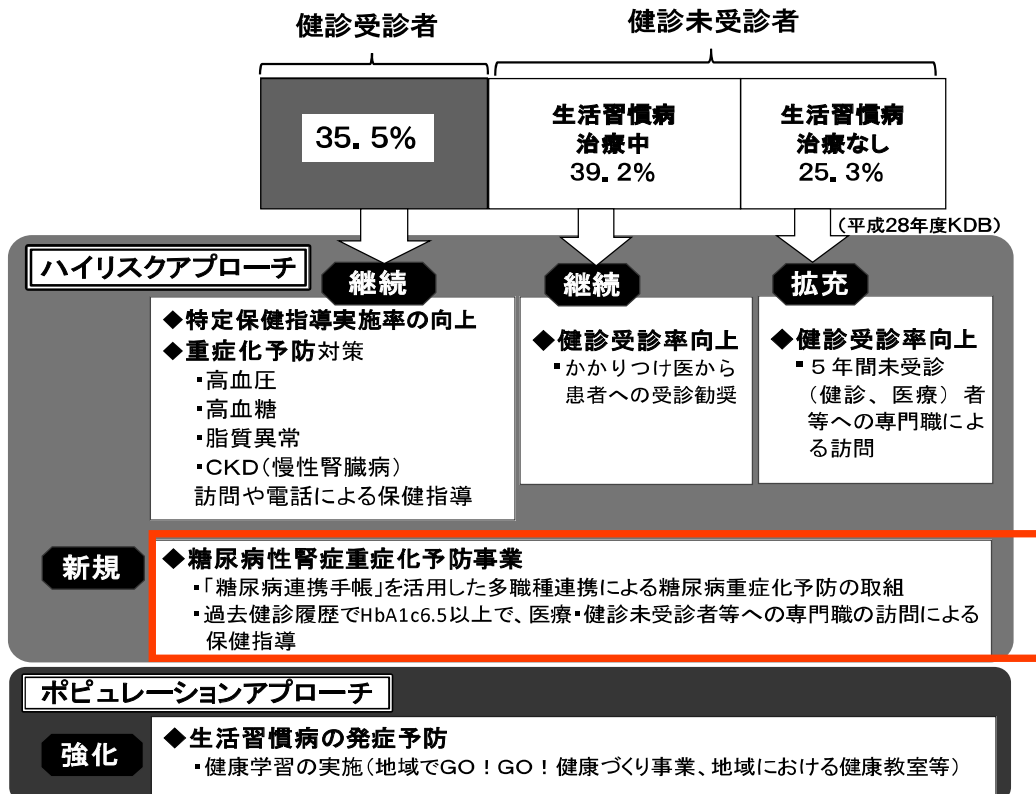 健診受診者
健診未受診者
35.5%
生活習慣病
治療中
39.2%
生活習慣病
治療なし
25.3%
(平成28年度KDB)
ハイリスクアプローチ
継続
◆特定保健指導実施率の向上
◆重症化予防対策
▪高血圧
▪高血糖
▪脂質異常
▪CKD(慢性腎臓病)
訪問や電話による保健指導
継続
◆健診受診率向上
▪かかりつけ医から
患者への受診勧奨
拡充
◆健診受診率向上
▪５年間未受診
(健診、医療)者
等への専門職によ
る訪問
新規
◆糖尿病性腎症重症化予防事業
▪「糖尿病連携手帳」を活用した多職種連携による糖尿病重症化予防の取組
▪過去健診履歴でHbA1c6.5以上で、医療・健診未受診者等への専門職の訪問による
保健指導
ポピュレーションアプローチ
強化
◆生活習慣病の発症予防
▪健康学習の実施(地域でGO！GO！健康づくり事業、地域における健康教室等)